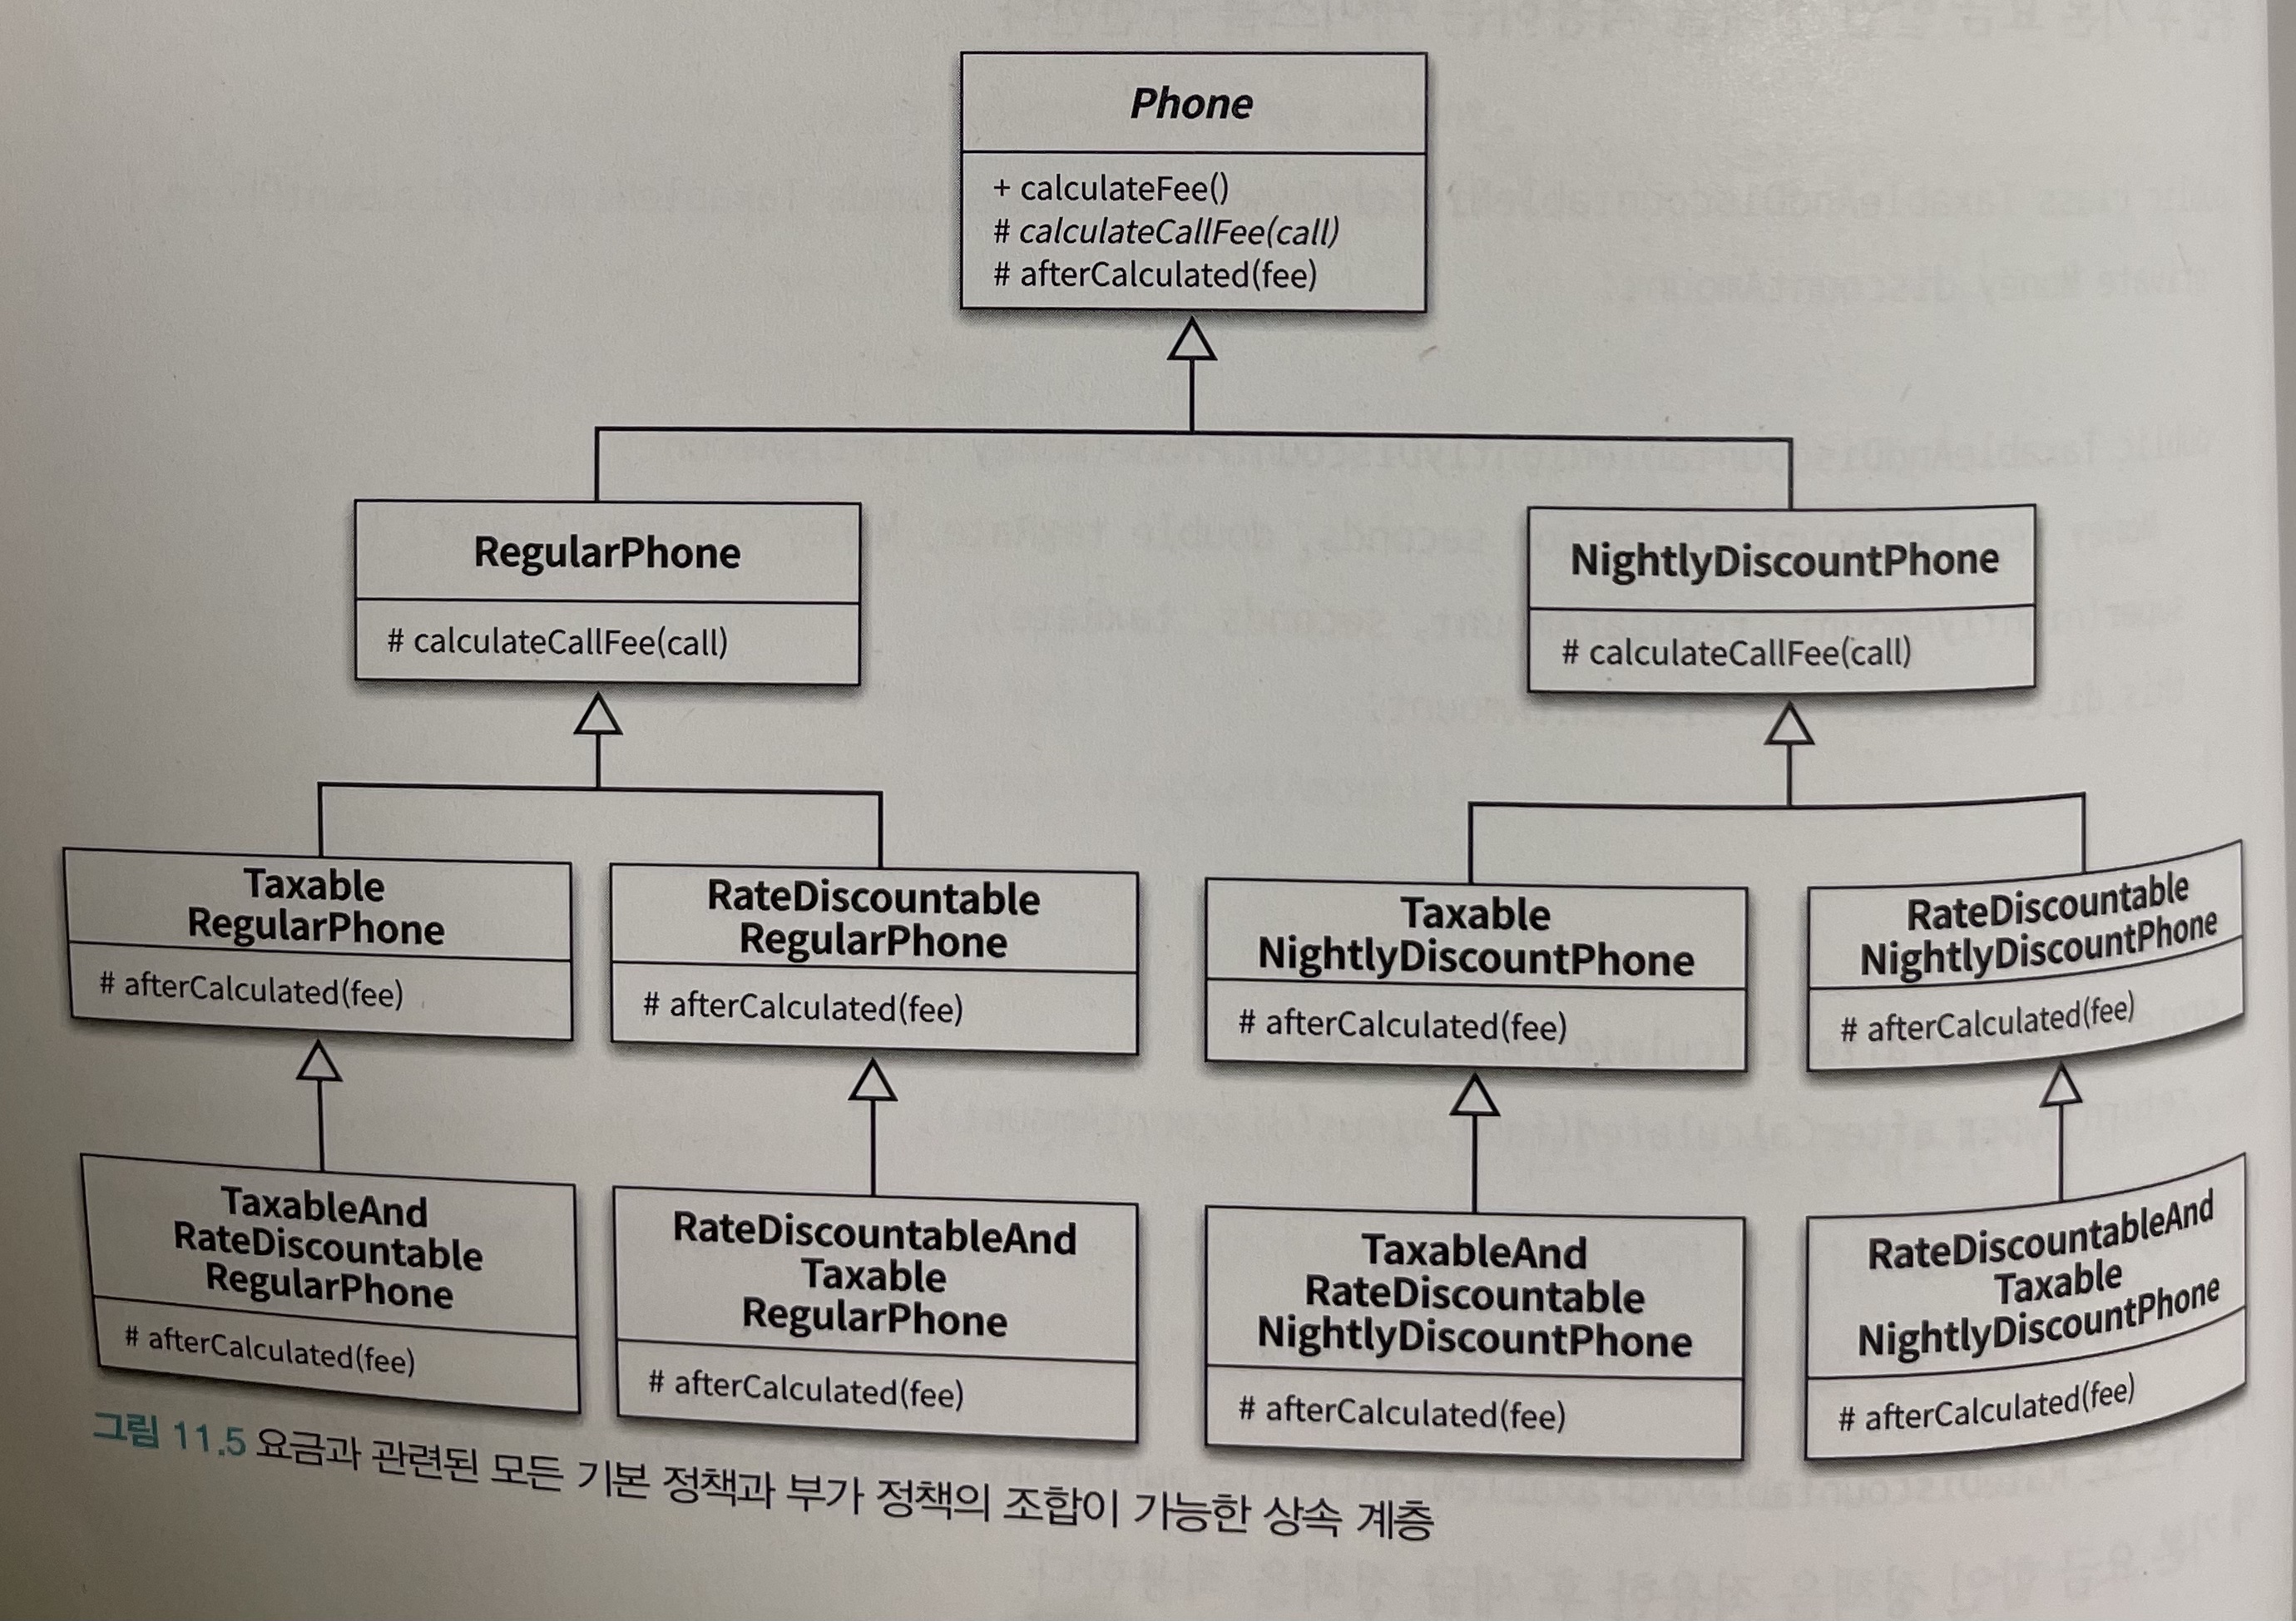 Phone
+ calculateFee()
# calculateCallFee(call)
# afterCalculated(fee)
RegularPhone
# calculateCallFee(call)
NightlyDiscountPhone
# calculateCallFee(call)
Taxable
RegularPhone
# afterCalculated(fee)
RateDiscountable
RegularPhone
# afterCalculated(fee)
Taxable
NightlyDiscountPhone
# afterCalculated(fee)
RateDiscountable
NightlyDiscountPhone
# afterCalculated(fee)
TaxableAnd
RateDiscountable
RegularPhone
# afterCalculated(fee)
RateDiscountableAnd
Taxable
RegularPhone
# afterCalculated(fee)
TaxableAnd
RateDiscountable
NightlyDiscountPhone
# afterCalculated(fee)
RateDiscountableAnd
Taxable
NightlyDiscountPhone
# afterCalculated(fee)
그림 11.5 요금과 관련된 모든 기본 정책과 부가 정책의 조합이 가능한 상속 계층